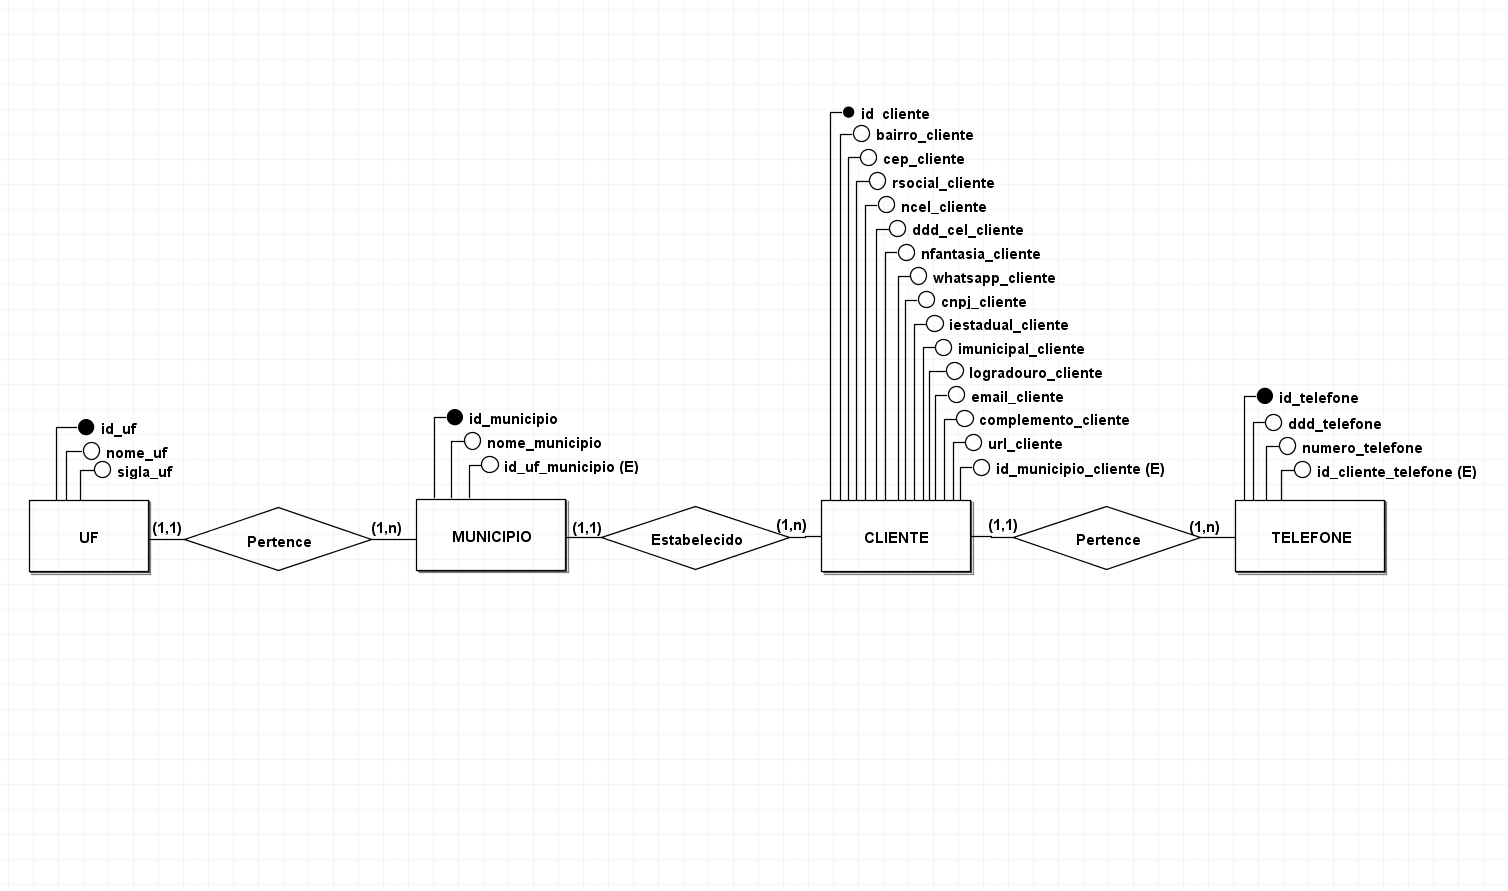 id_cliente
bairro_cliente
cep_cliente
rsocial_cliente
ncel_cliente
ddd_cel_cliente
nfantasia_cliente
whatsapp_cliente
cnpj_cliente
iestadual_cliente
imunicipal_cliente
logradouro_cliente
email_cliente
complemento_cliente
url_cliente
id_municipio_cliente (E)
id_uf
nome_uf
sigla_uf
id_municipio
nome_municipio
id_uf_municipio (E)
id_telefone
ddd_telefone
numero_telefone
id_cliente_telefone (E)
UF
(1,1)
Pertence
(1,n)
MUNICIPIO
(1,1)
Estabelecido
(1,n)
CLIENTE
(1,1)
Pertence
(1,n)
TELEFONE